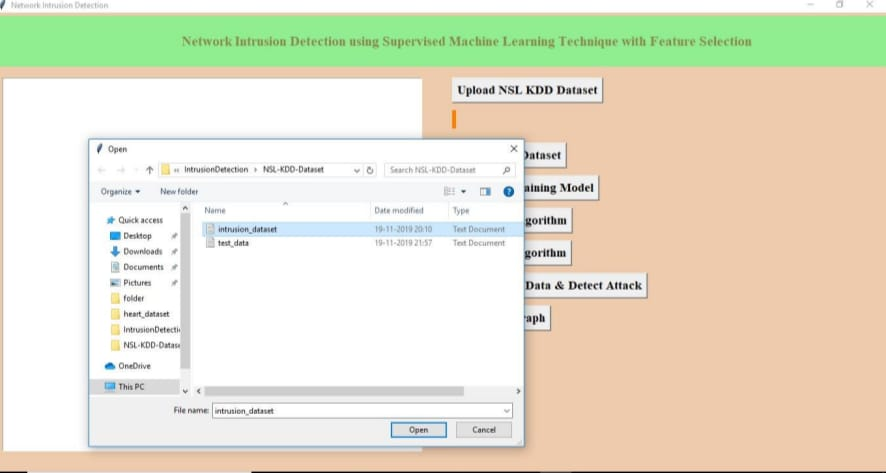 Network Intrusion Detection
Network Intrusion Detection using Supervised Machine Learning Technique with Feature Selection
Upload NSL KDD Dataset
Open
« IntrusionDetection › NSL-KDD-Dataset
Search NSL-KDD-Dataset
Organize
New folder
Name
Date modified
Type
intrusion_dataset
19-11-2019 20:10
Text Document
test_data
19-11-2019 21:57
Text Document
Quick access
Desktop
Downloads
Documents
Pictures
folder
heart_dataset
IntrusionDetecti
NSL-KDD-Datase
OneDrive
This PC
File name:
intrusion_dataset
Open
Cancel
Dataset
aining Model
gorithm
gorithm
Data & Detect Attack
aph